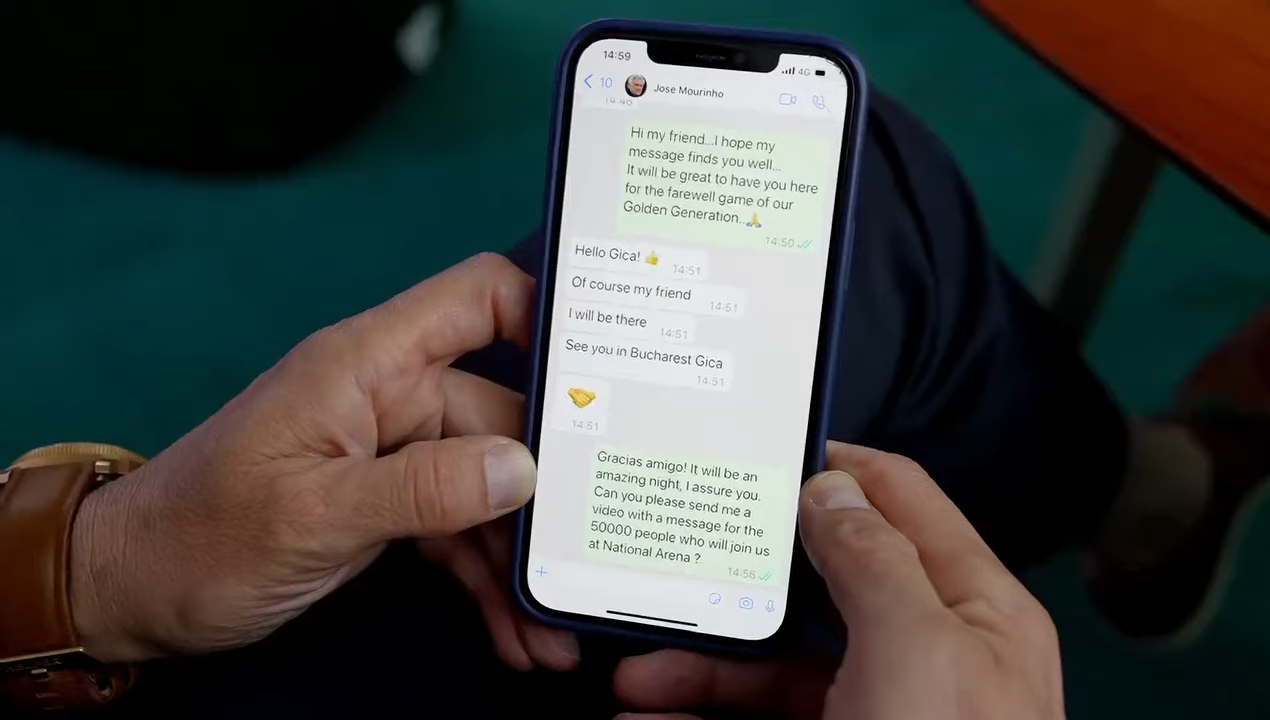 14:59
4G
10
Jose Mourinho
Hi my friend...I hope my
message finds you well...
It will be great to have you here
for the farewell game of our
Golden Generation..🙏
14:50
Hello Gica! 👍
14:51
Of course my friend
14:51
I will be there
14:51
See you in Bucharest Gica
14:51
🤝
14:51
Gracias amigo! It will be an
amazing night, I assure you.
Can you please send me a
video with a message for the
50000 people who will join us
at National Arena ?
14:56